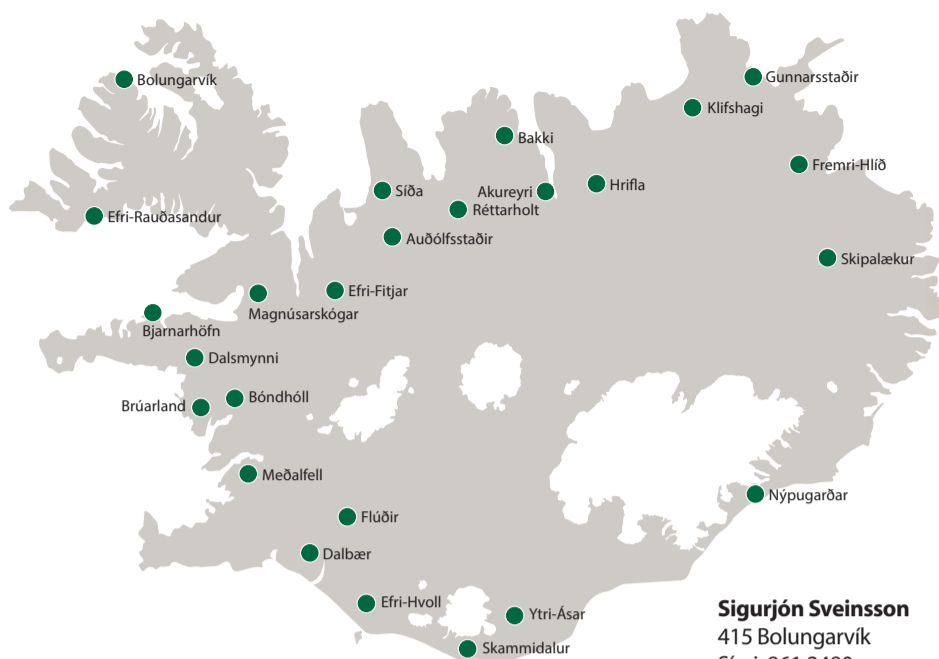 Bolungarvík
Gunnarsstaðir
Klifshagi
Bakki
Fremri-Hlíð
Síða
Akureyri
Hrifla
Réttarholt
Efri-Rauðasandur
Auðólfsstaðir
Skipalækur
Efri-Fitjar
Magnúsarskógar
Bjarnarhöfn
Dalsmynni
Bóndhóll
Brúarland
Meðalfell
Nýpugarðar
Flúðir
Dalbær
Efri-Hvoll
Ytri-Ásar
Skammidalur
Sigurjón Sveinsson
415 Bolungarvík